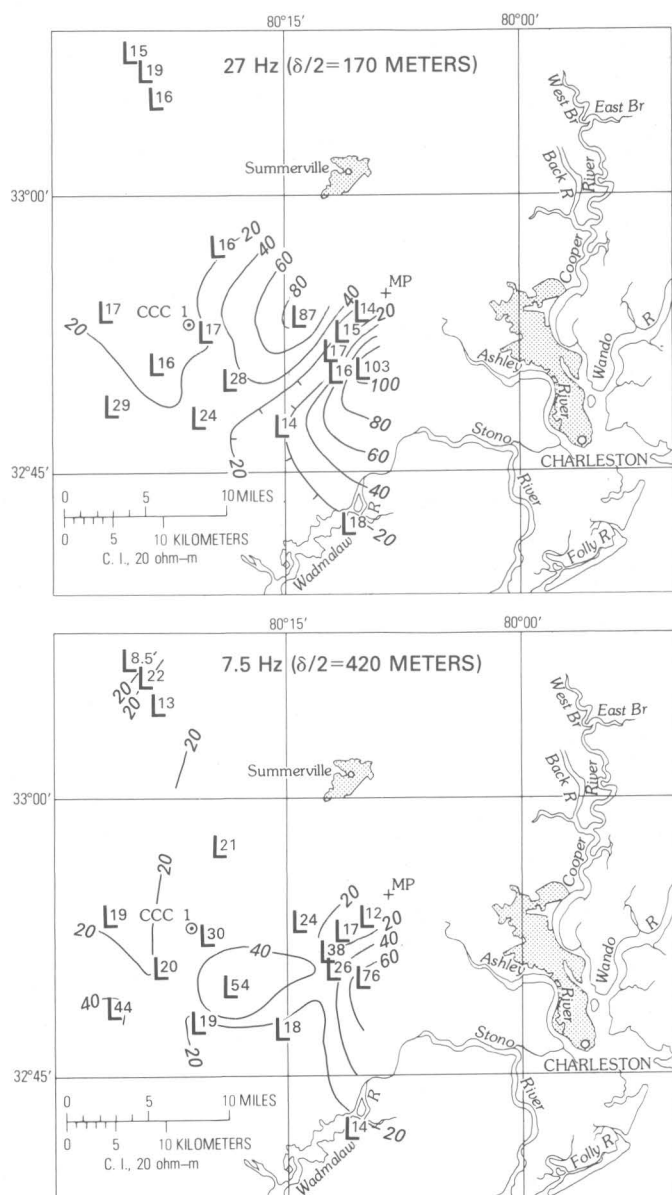 80°15′ 80°00′
27 Hz (δ/2=170 METERS)
15
19
16
West Br
East Br
Summerville
Back R
River
33°00′
Cooper
16 20
40
60
80
MP
17
CCC 1
20
17
87
40
14
20
15
17
16
103
100
16
28
29
24
14
80
60
40
20
Ashley
River
Wando
R
Stono
River
CHARLESTON
32°45′
0 5 10 MILES
0 5 10 KILOMETERS
C. I., 20 ohm–m
18 20
Wadmalaw
R
Folly R
80°15′ 80°00′
7.5 Hz (δ/2=420 METERS)
8.5
22
20
20
13
20
West Br
East Br
Summerville
Back R
River
33°00′
Cooper
21
20
MP
19
CCC 1
20
30
24
20
12
17
20
38
40
26
60
76
20
40
54
40
44
19
18
20
Ashley
River
Wando
R
Stono
River
CHARLESTON
32°45′
0 5 10 MILES
0 5 10 KILOMETERS
C. I., 20 ohm–m
14 20
Wadmalaw
R
Folly R